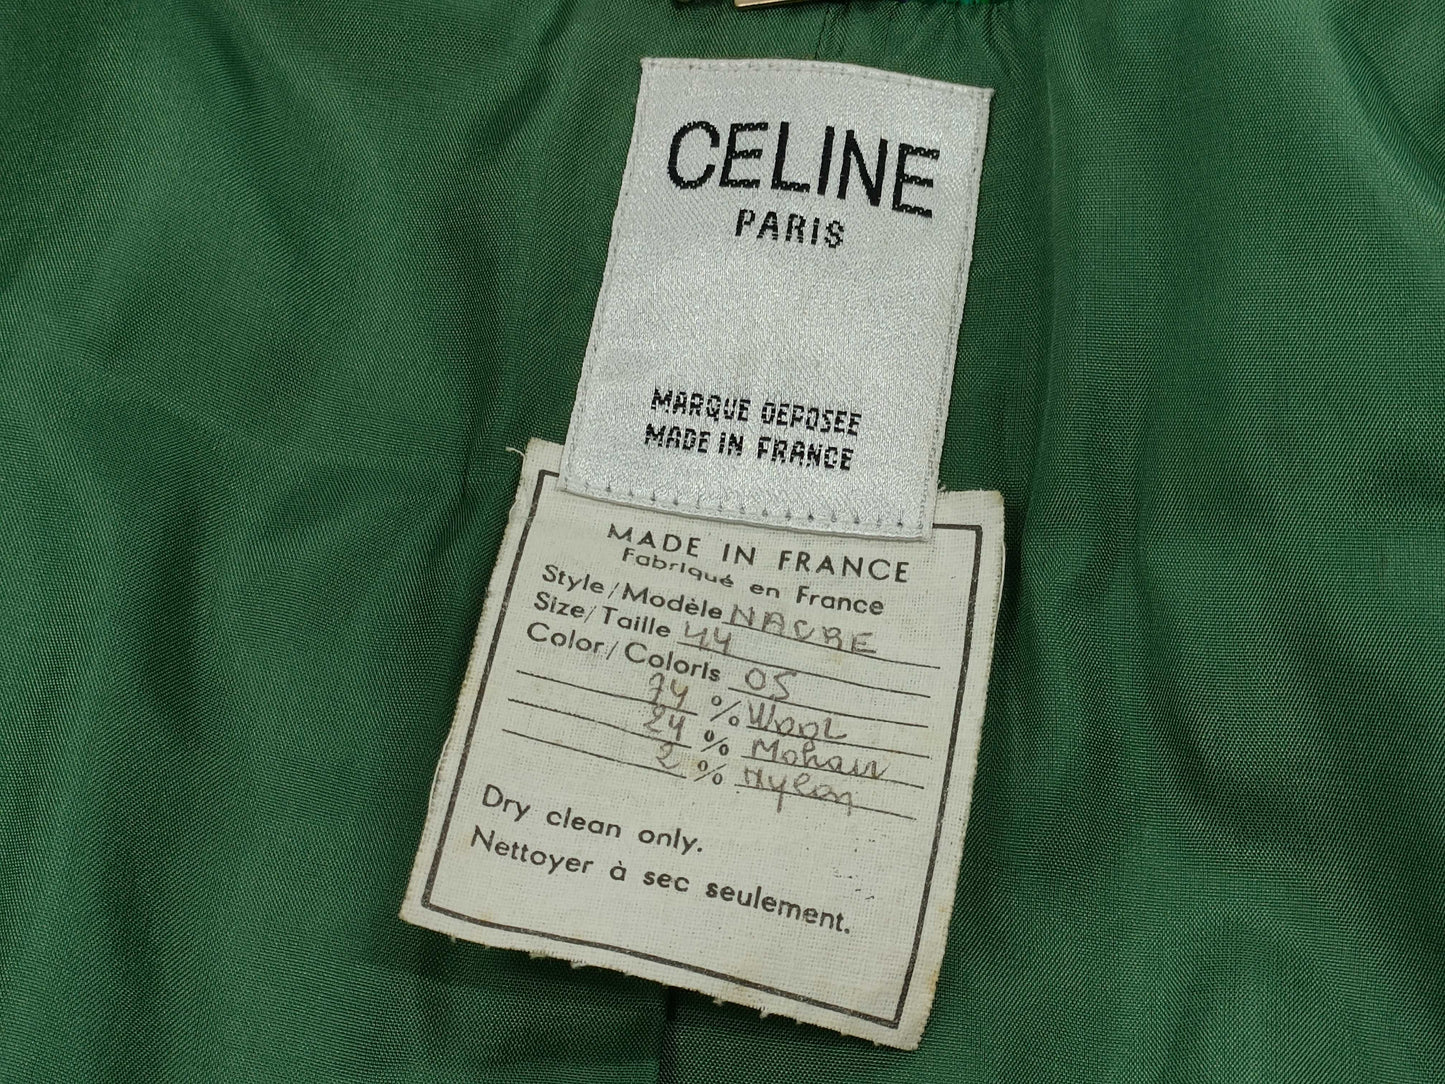 CELINE
PARIS
MARQUE DEPOSEE
MADE IN FRANCE
MADE IN FRANCE
Fabriqué en France
Style/Modèle NACRE
Size/Taille 44
Color/Coloris 05
74 % Wool
24 % Mohair
2 % Nylon
Dry clean only.
Nettoyer à sec seulement.